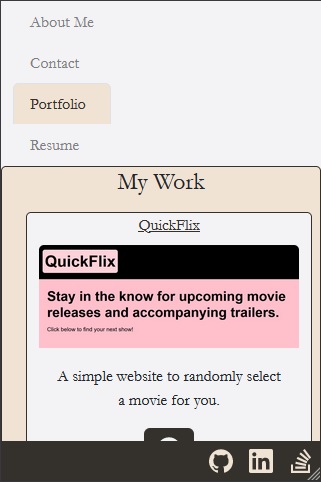 About Me
Contact
Portfolio
Resume
My Work
QuickFlix
QuickFlix
Stay in the know for upcoming movie
releases and accompanying trailers.
Click below to find your next show!
A simple website to randomly select
a movie for you.
in